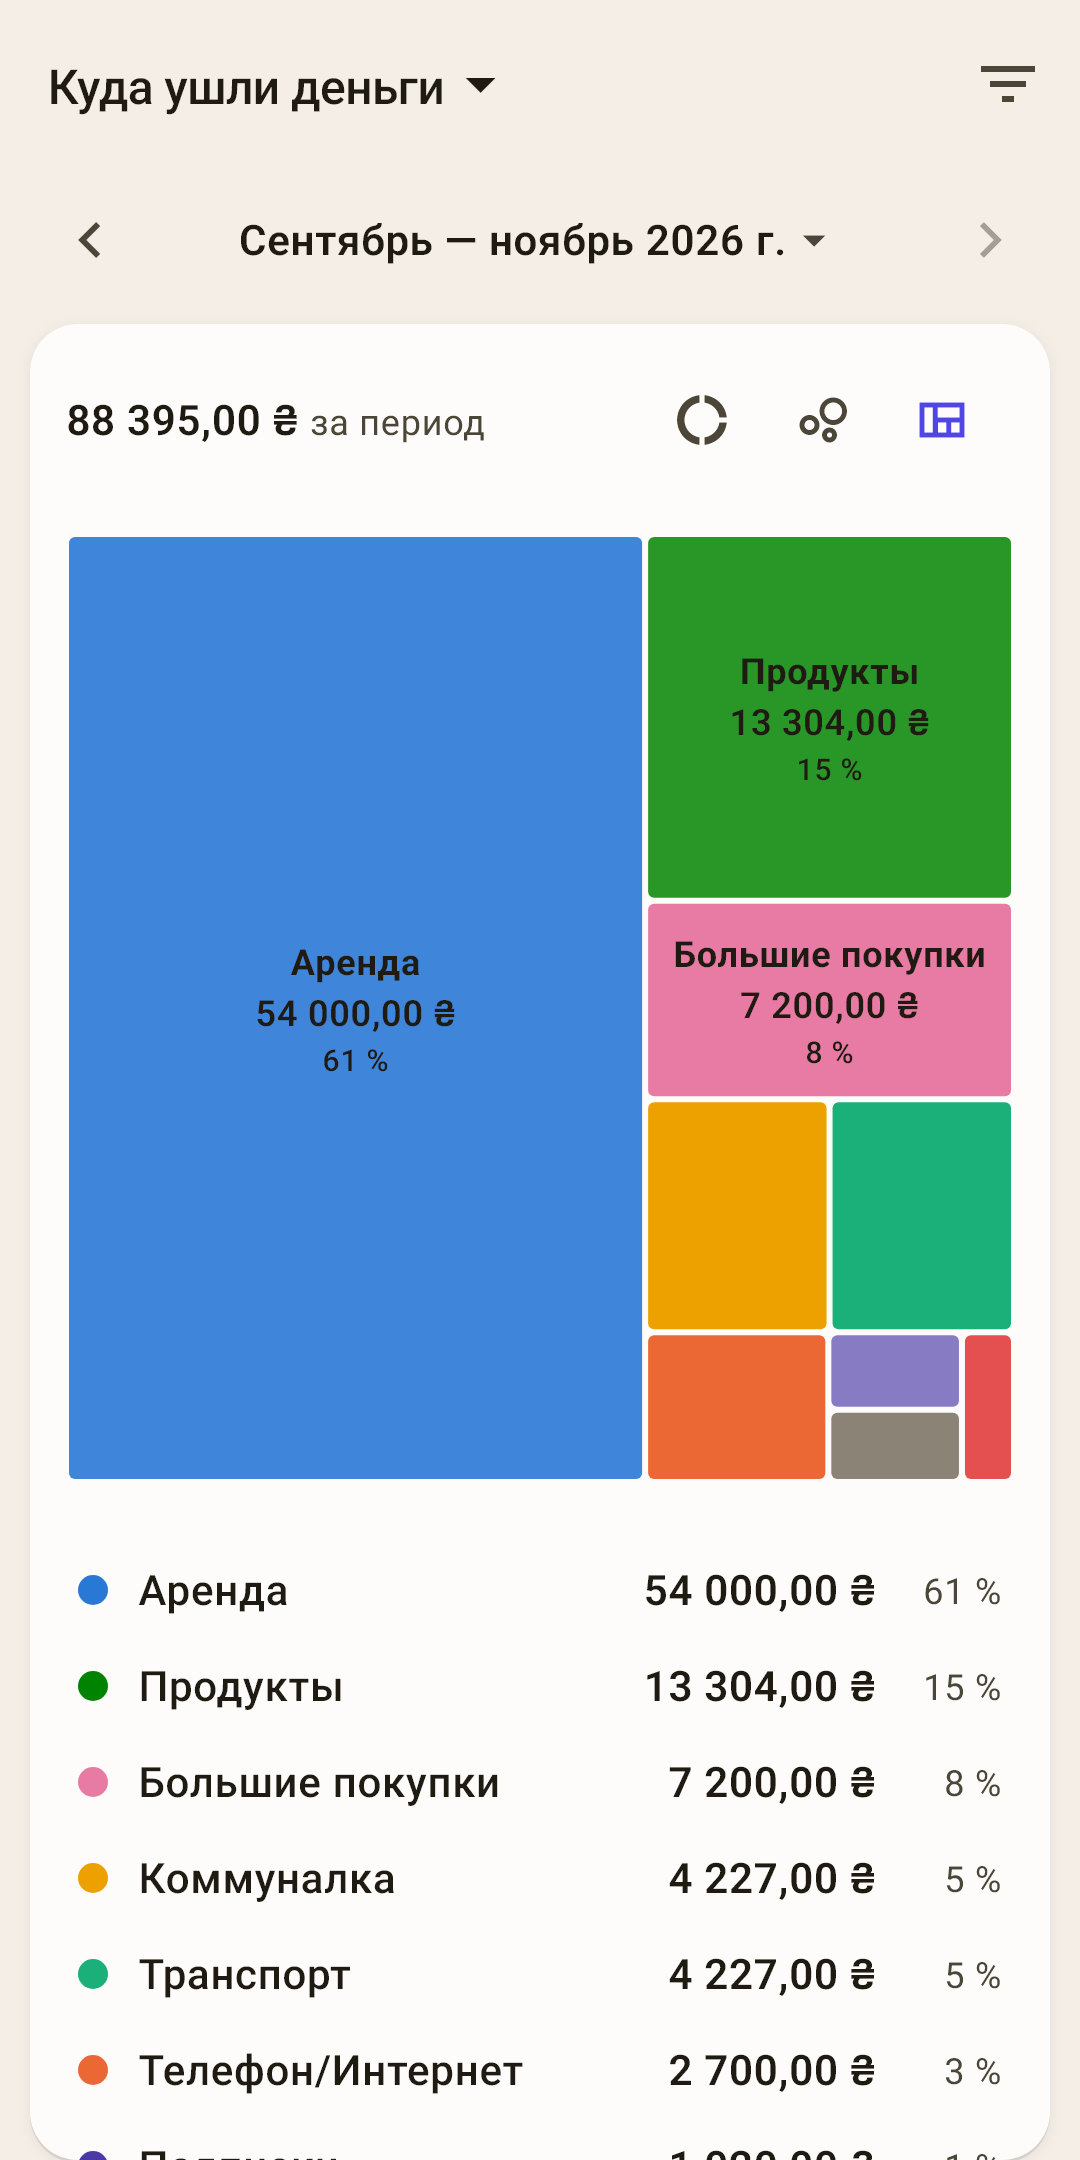 Куда ушли деньги
Сентябрь — ноябрь 2026 г.
88 395,00 ₴ за период
Продукты
13 304,00 ₴
15 %
Большие покупки
7 200,00 ₴
8 %
Аренда
54 000,00 ₴
61 %
Аренда 54 000,00 ₴ 61 %
Продукты 13 304,00 ₴ 15 %
Большие покупки 7 200,00 ₴ 8 %
Коммуналка 4 227,00 ₴ 5 %
Транспорт 4 227,00 ₴ 5 %
Телефон/Интернет 2 700,00 ₴ 3 %